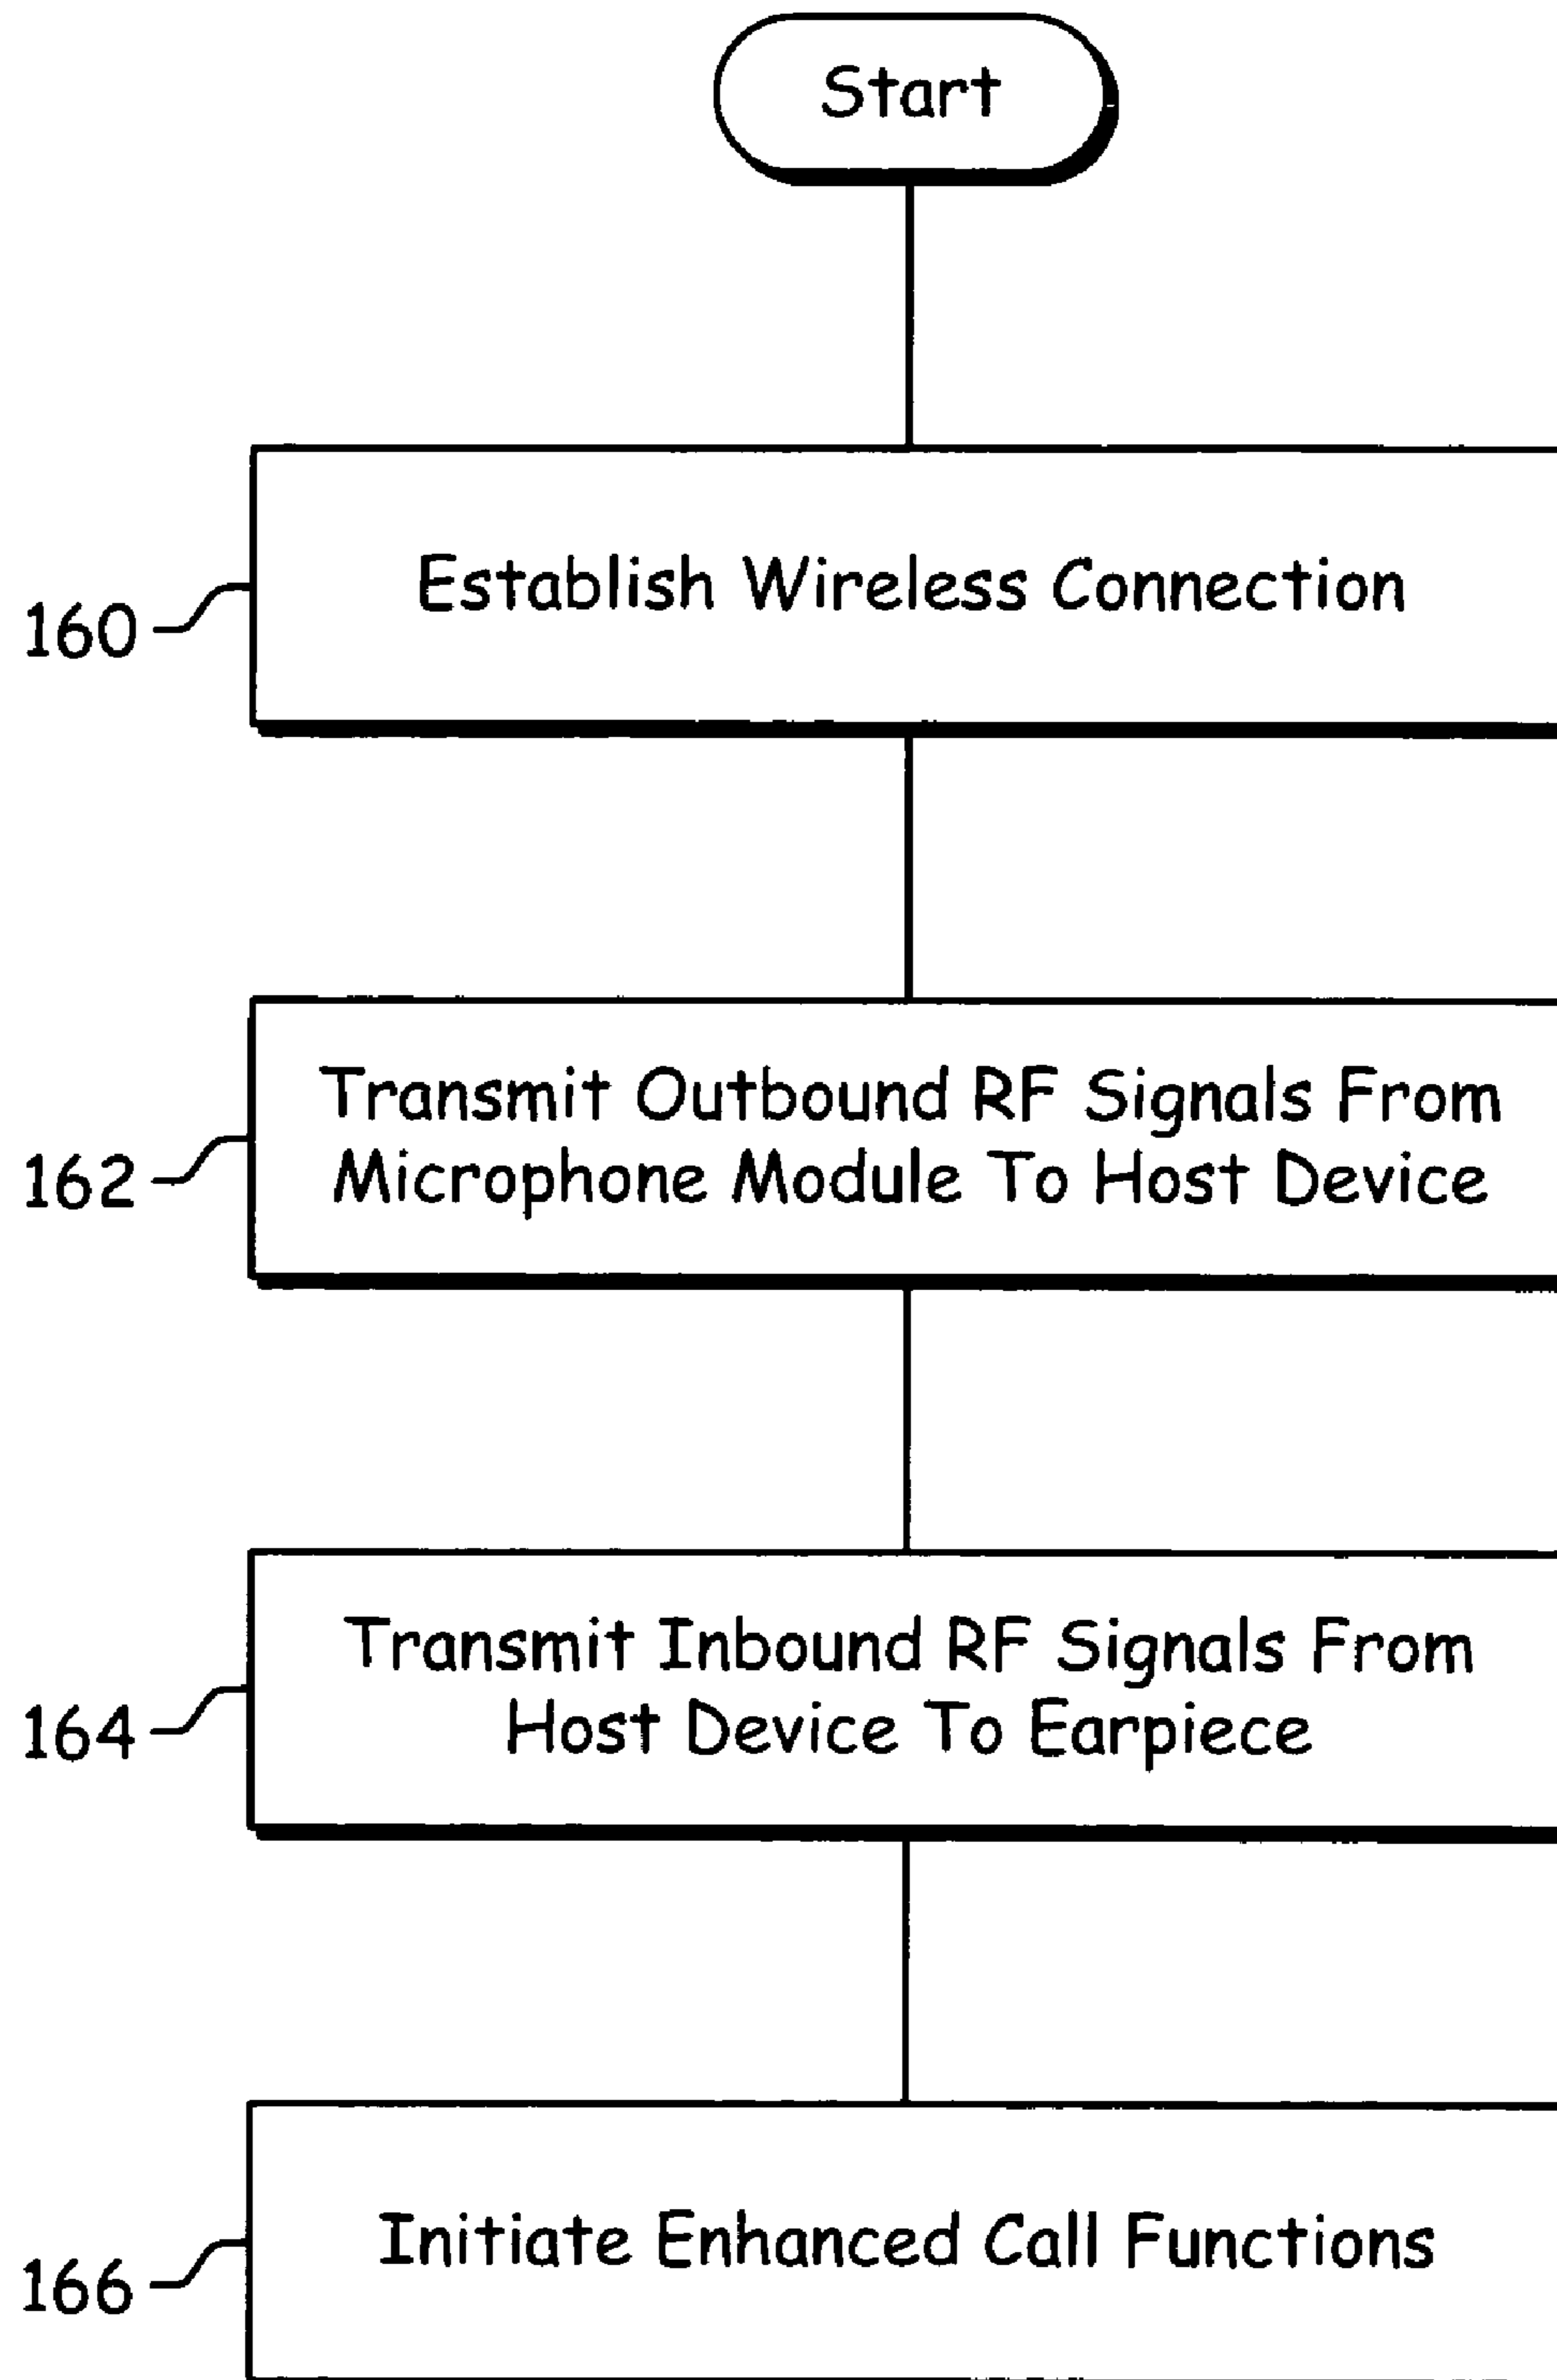 Start
160
Establish Wireless Connection
162
Transmit Outbound RF Signals From
Microphone Module To Host Device
164
Transmit Inbound RF Signals From
Host Device To Earpiece
166
Initiate Enhanced Call Functions